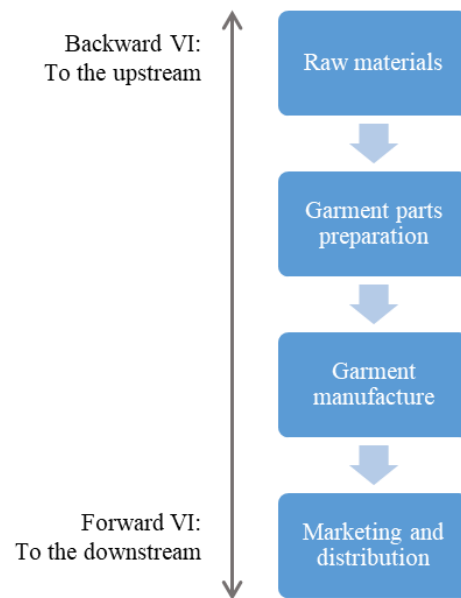 Backward VI:
To the upstream
Raw materials
Garment parts
preparation
Garment
manufacture
Forward VI:
To the downstream
Marketing and
distribution